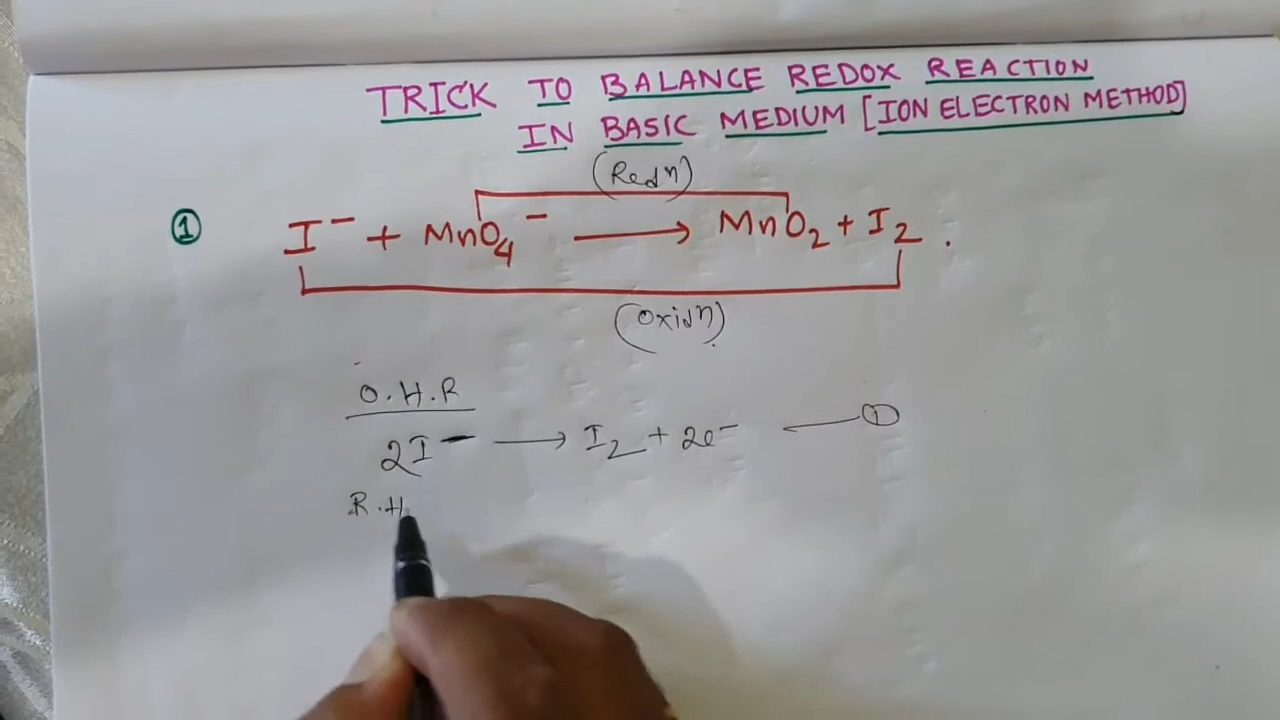 TRICK TO BALANCE REDOX REACTION
IN BASIC MEDIUM [ION ELECTRON METHOD]
(Redn)
① I⁻ + MnO₄⁻ ⟶ MnO₂ + I₂ .
(Oxidn)
O.H.R
2I⁻ ⟶ I₂ + 2e⁻ — ①
R.H